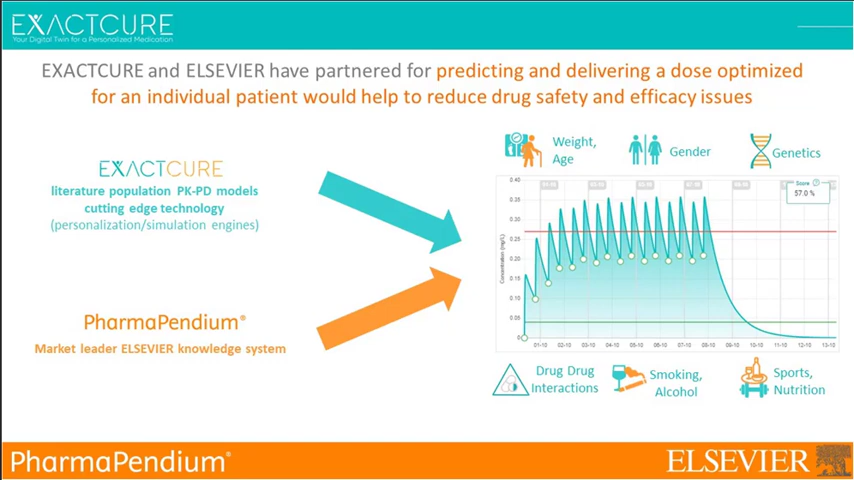 EXACTCURE
Your Digital Twin for a Personalized Medication
EXACTCURE and ELSEVIER have partnered for predicting and delivering a dose optimized
for an individual patient would help to reduce drug safety and efficacy issues
EXACTCURE
literature population PK-PD models
cutting edge technology
(personalization/simulation engines)
PharmaPendium®
Market leader ELSEVIER knowledge system
Weight,
Age
Gender
Genetics
Score
57.0 %
Concentration (mg/L)
0.40
0.35
0.30
0.25
0.20
0.15
0.10
0.05
0.00
01-10 02-10 03-10 04-10 05-10 06-10 07-10 08-10 09-10 10-10 11-10 12-10 13-10
Drug Drug
Interactions
Smoking,
Alcohol
Sports,
Nutrition
PharmaPendium®
ELSEVIER